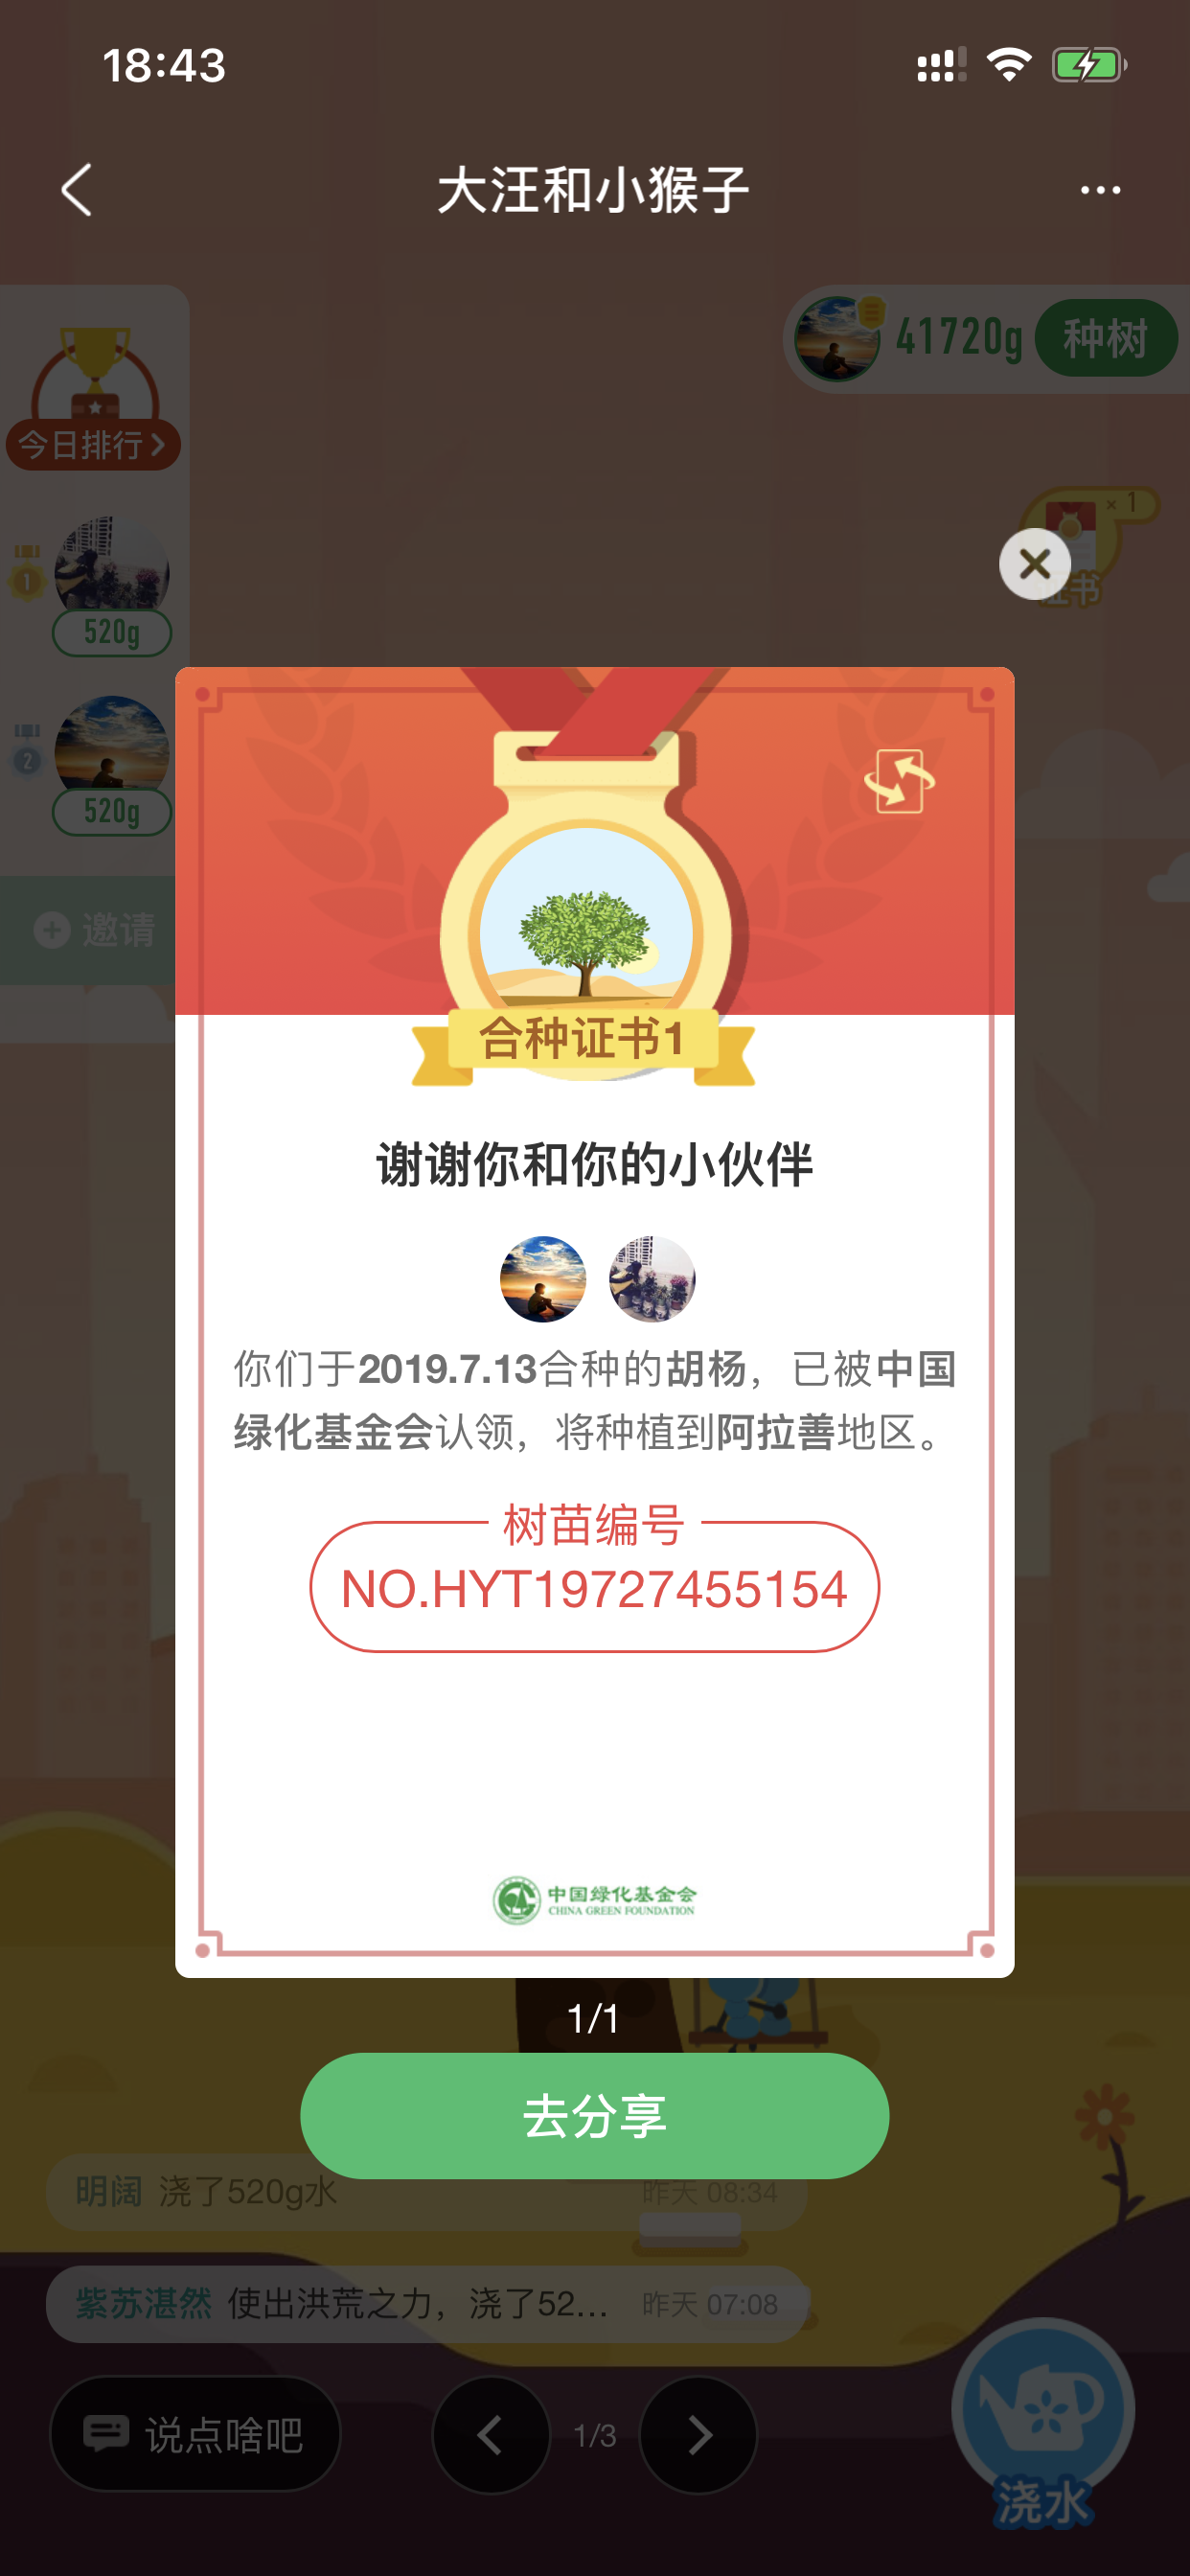 18:43
大汪和小猴子
41720g 种树
今日排行
× 1
证书
1
520g
2
520g
邀请
合种证书1
谢谢你和你的小伙伴
你们于2019.7.13合种的胡杨，已被中国
绿化基金会认领，将种植到阿拉善地区。
树苗编号
NO.HYT19727455154
中国绿化基金会
CHINA GREEN FOUNDATION
1/1
去分享
明阔 浇了520g水 昨天 08:34
紫苏湛然 使出洪荒之力，浇了52... 昨天 07:08
说点啥吧
1/3
浇水